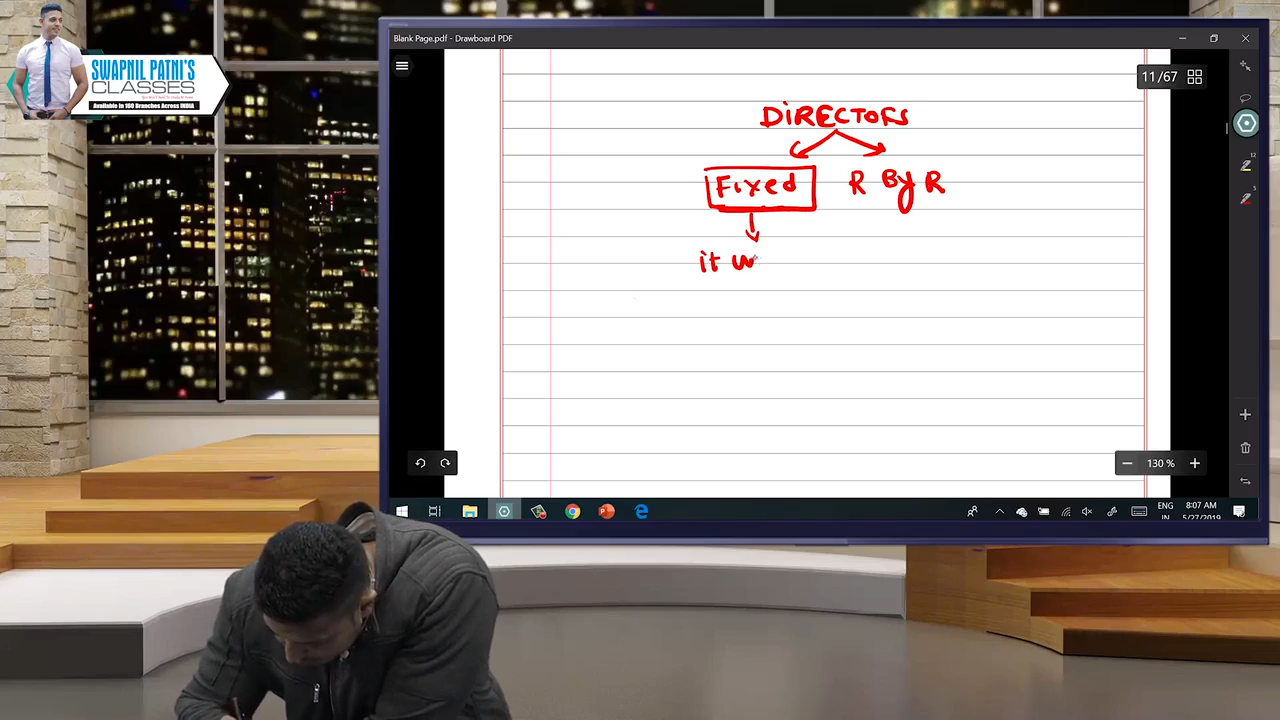 SWAPNIL PATNI'S
CLASSES
Available in 160 Branches Across INDIA
Blank Page.pdf - Drawboard PDF
11/67
DIRECTORS
Fixed
R By R
it w
130 %
ENG
IN
8:07 AM
5/27/2019